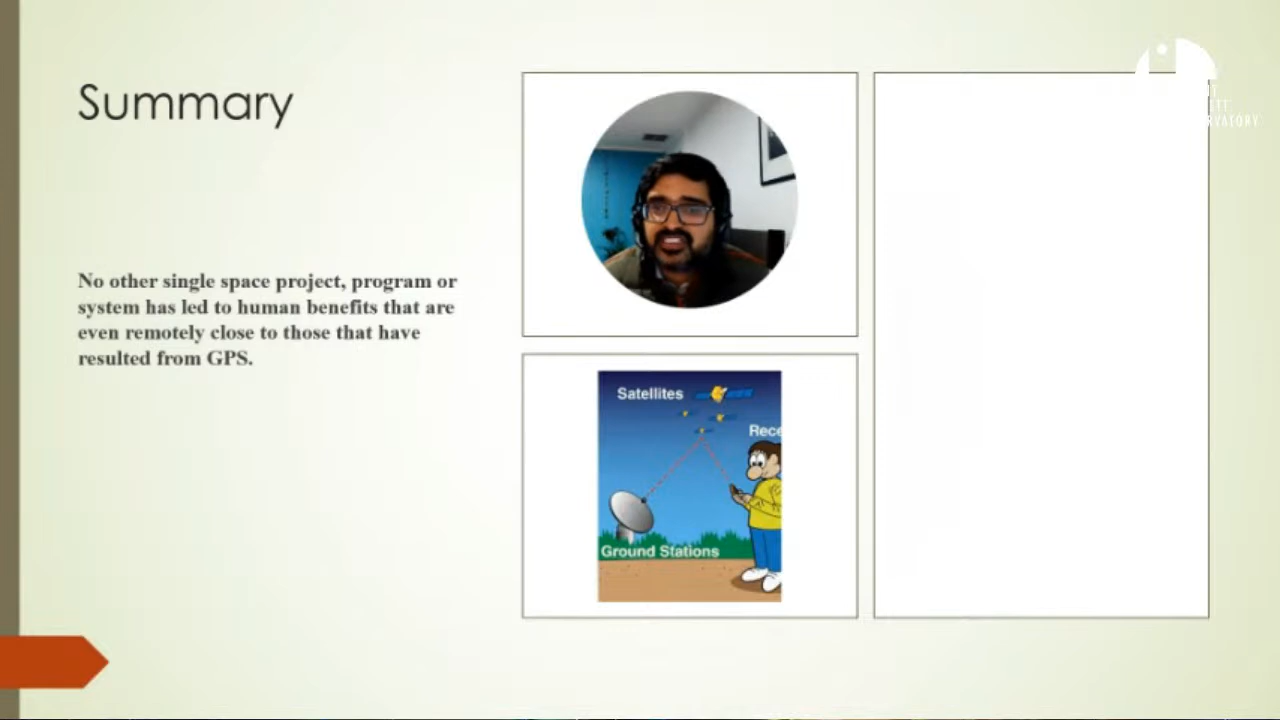 Summary
No other single space project, program or
system has led to human benefits that are
even remotely close to those that have
resulted from GPS.
Satellites
Rece
Ground Stations